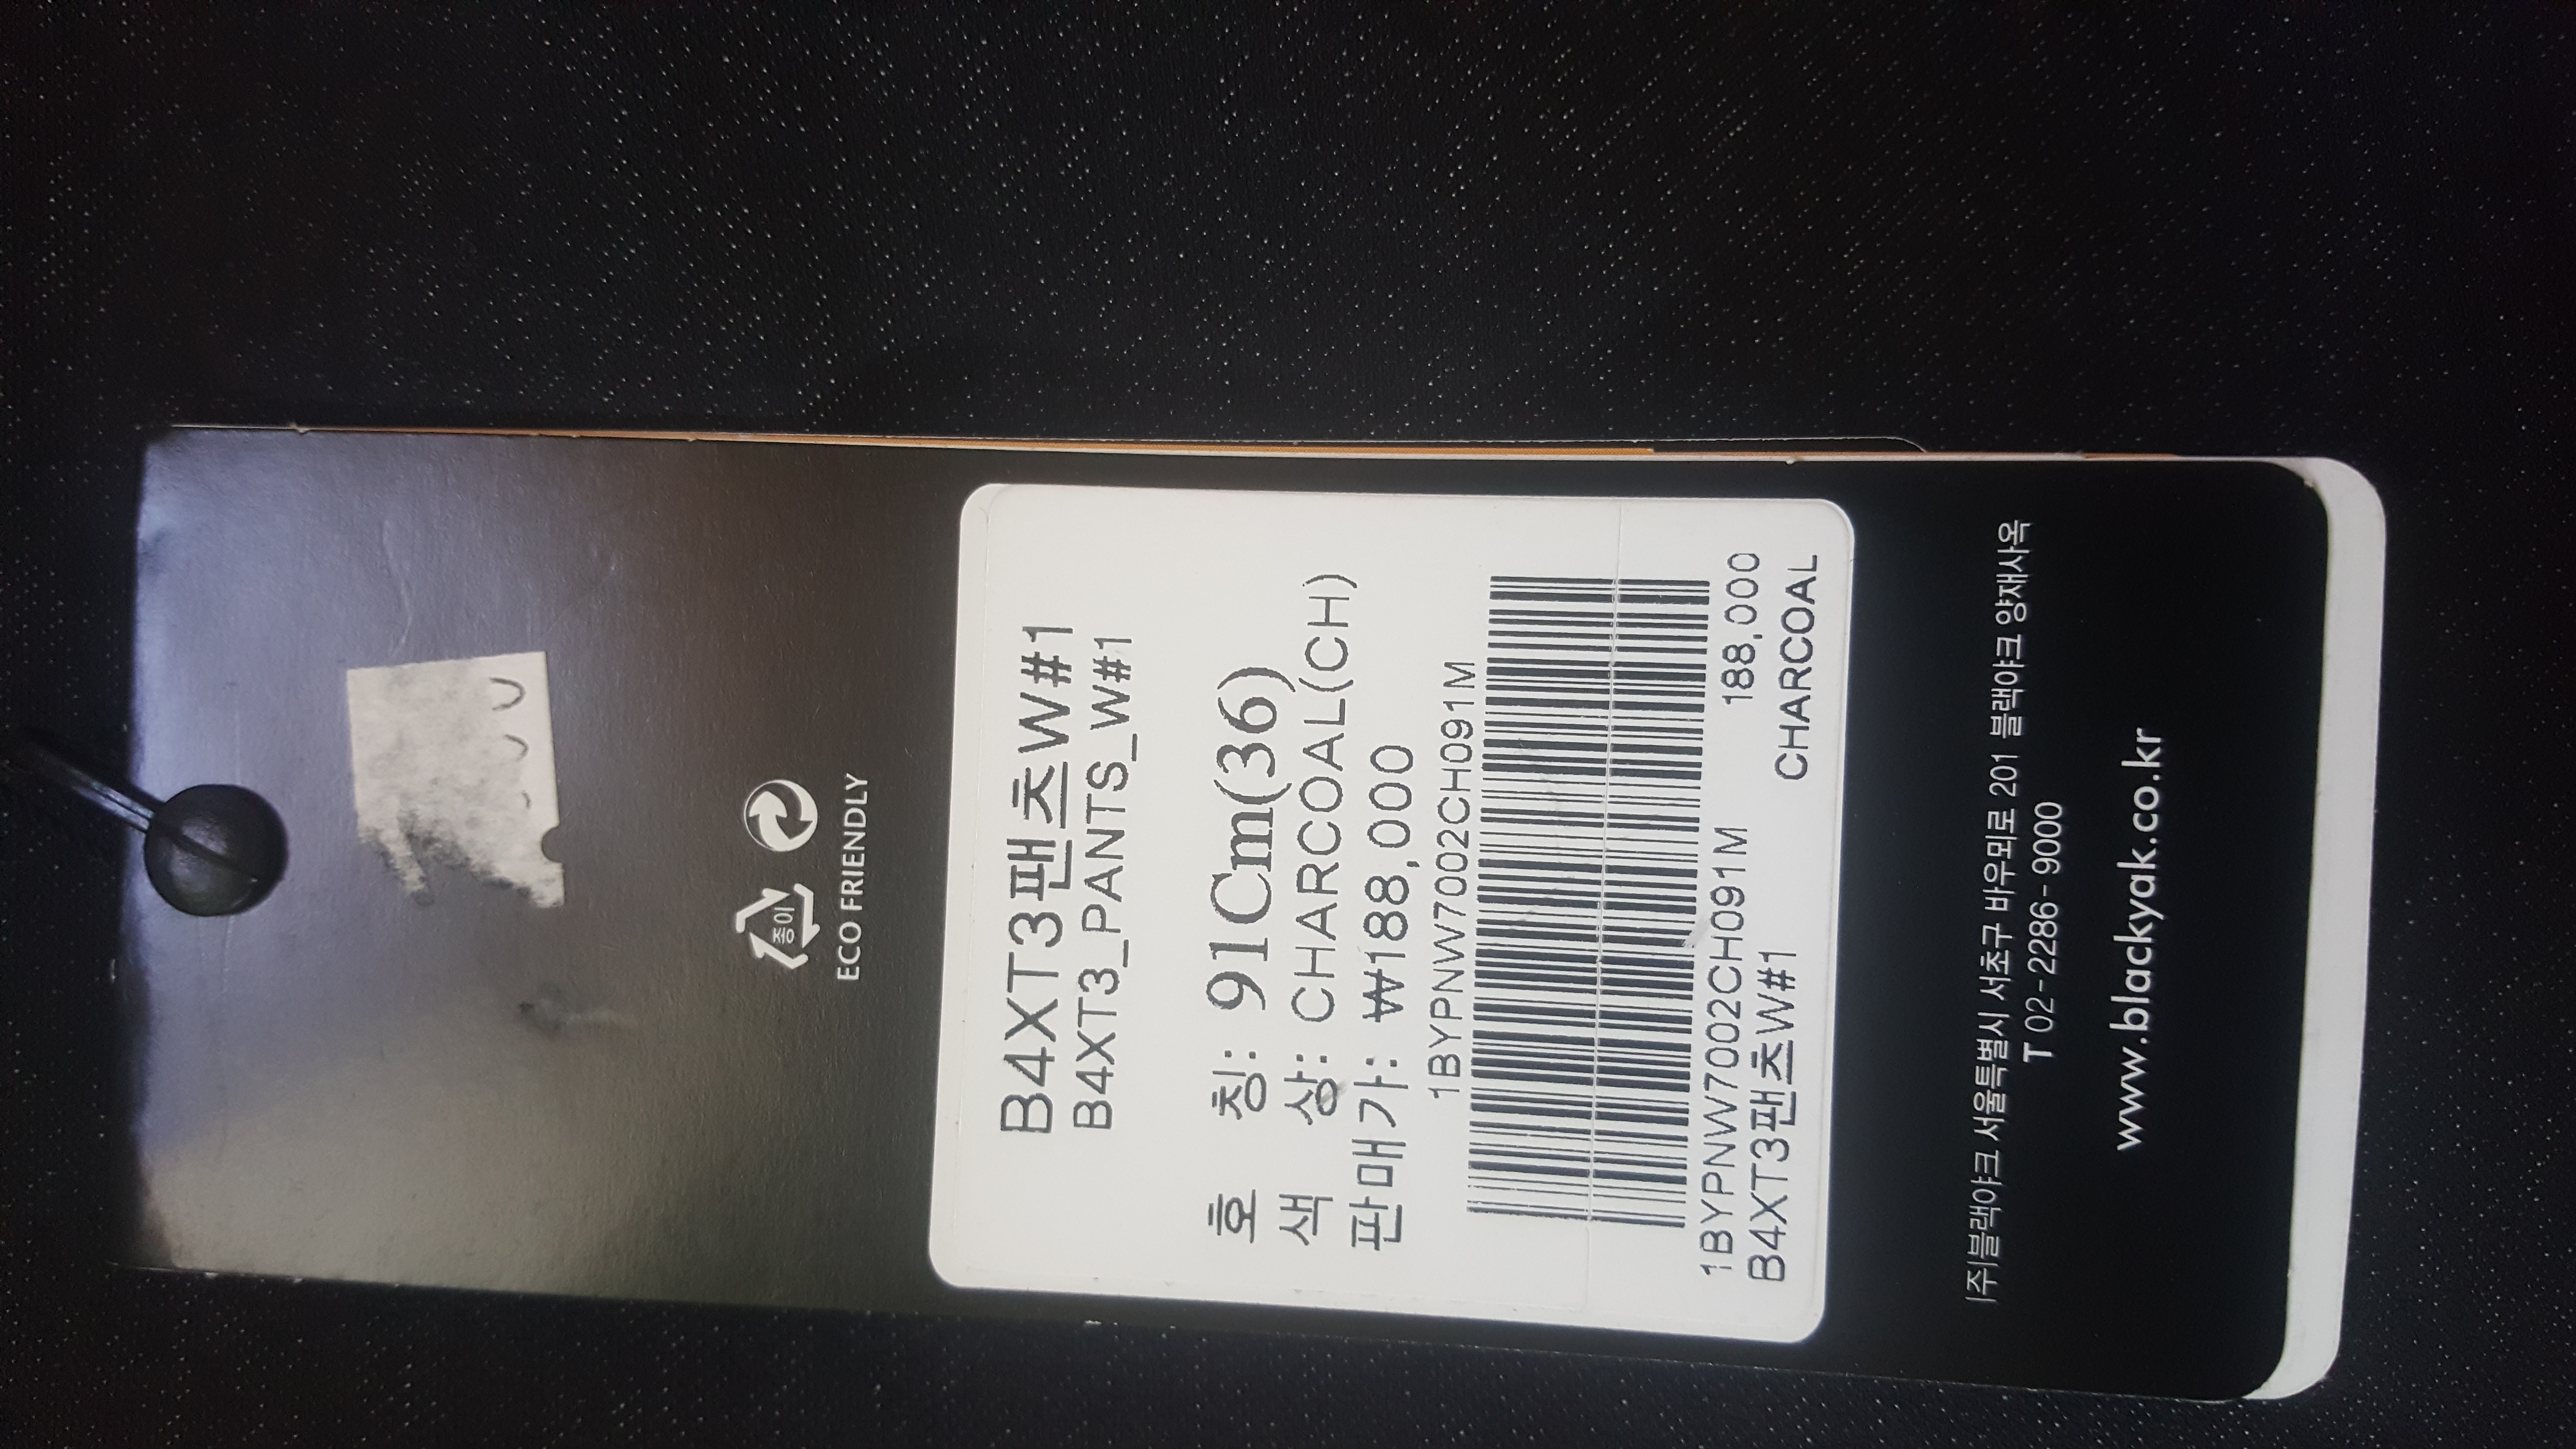 종이
ECO FRIENDLY
B4XT3팬츠W#1
B4XT3_PANTS_W#1
호 칭: 91Cm(36)
색 상: CHARCOAL(CH)
판매가: ₩188,000
1BYPNW7002CH091M
1BYPNW7002CH091M 188,000
B4XT3팬츠W#1 CHARCOAL
(주)블랙야크 서울특별시 서초구 바우뫼로 201 블랙야크 양재사옥
T 02-2286-9000
www.blackyak.co.kr